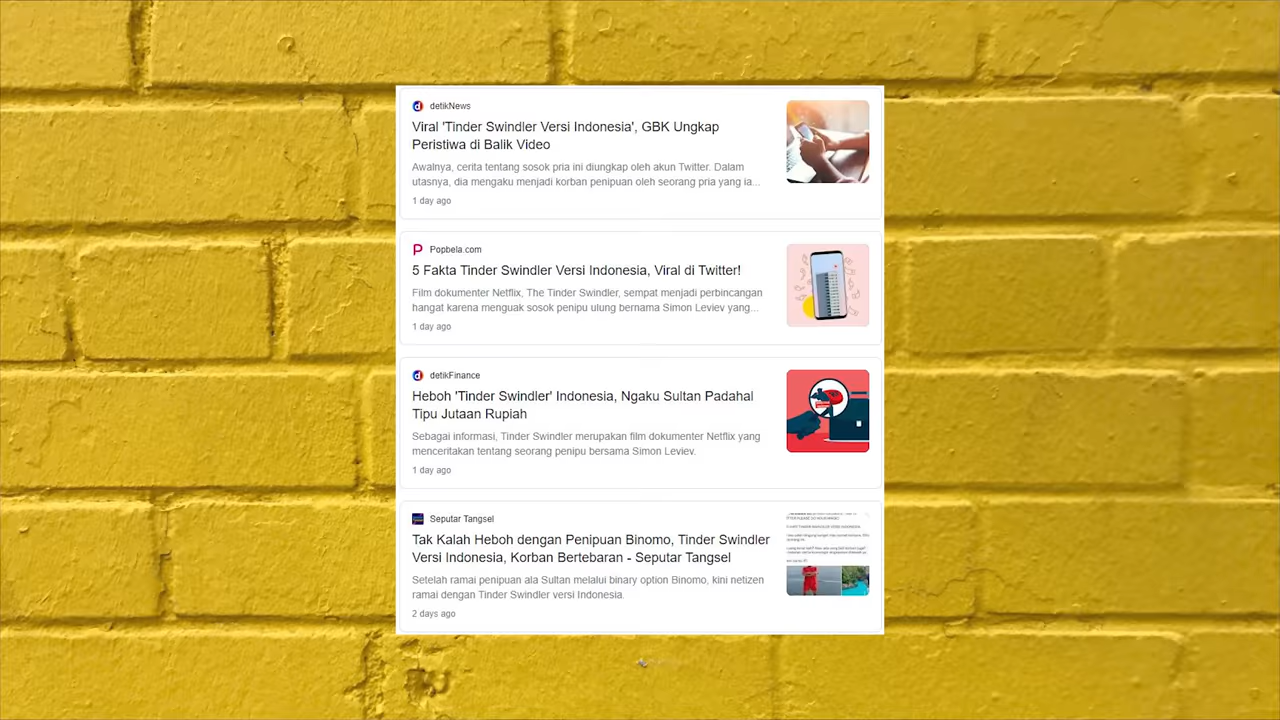 detikNews
Viral 'Tinder Swindler Versi Indonesia', GBK Ungkap
Peristiwa di Balik Video
Awalnya, cerita tentang sosok pria ini diungkap oleh akun Twitter. Dalam
utasnya, dia mengaku menjadi korban penipuan oleh seorang pria yang ia...
1 day ago
Popbela.com
5 Fakta Tinder Swindler Versi Indonesia, Viral di Twitter!
Film dokumenter Netflix, The Tinder Swindler, sempat menjadi perbincangan
hangat karena menguak sosok penipu ulung bernama Simon Leviev yang...
1 day ago
detikFinance
Heboh 'Tinder Swindler' Indonesia, Ngaku Sultan Padahal
Tipu Jutaan Rupiah
Sebagai informasi, Tinder Swindler merupakan film dokumenter Netflix yang
menceritakan tentang seorang penipu bersama Simon Leviev.
1 day ago
Seputar Tangsel
Tak Kalah Heboh dengan Penipuan Binomo, Tinder Swindler
Versi Indonesia, Korban Bertebaran - Seputar Tangsel
Setelah ramai penipuan ala Sultan melalui binary option Binomo, kini netizen
ramai dengan Tinder Swindler versi Indonesia.
2 days ago